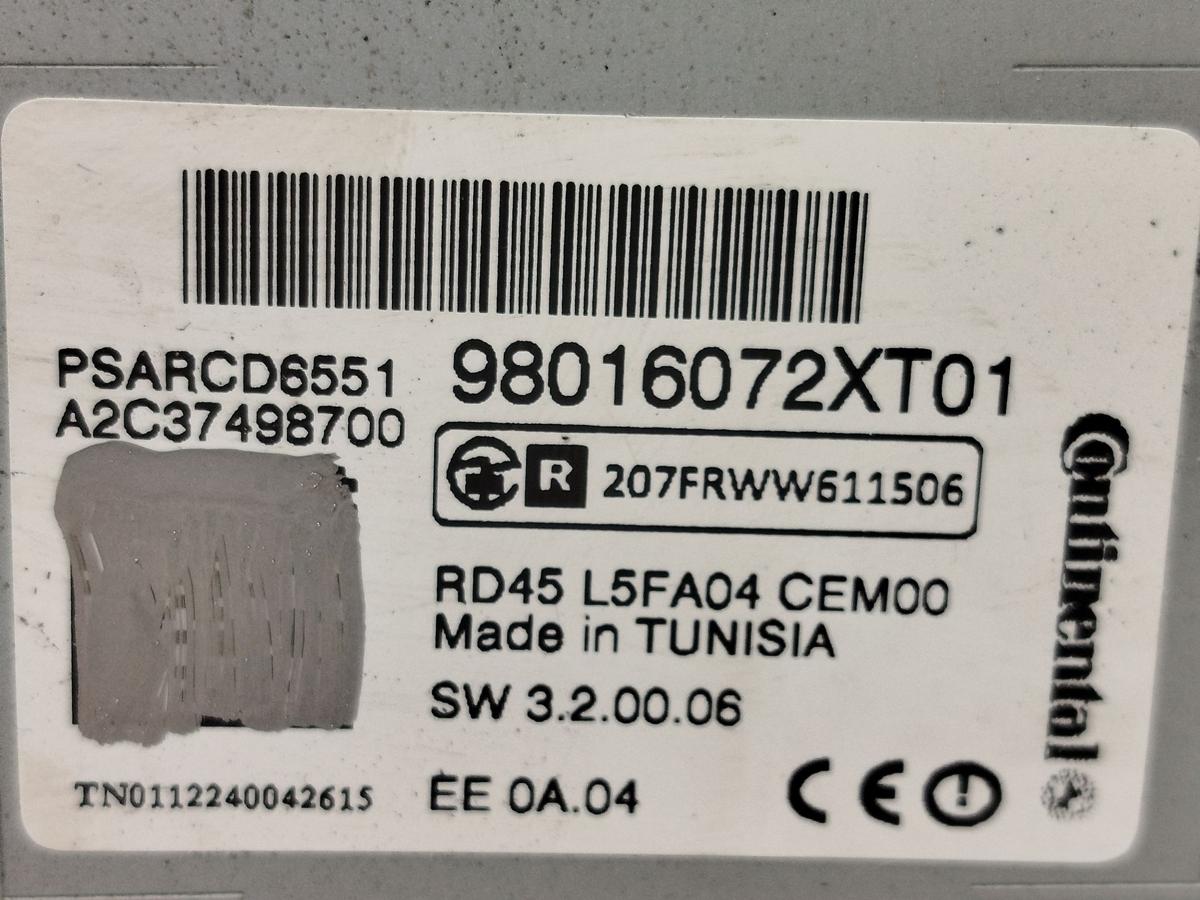 PSARCD6551
A2C37498700
98016072XT01
R 207FRWW611506
RD45 L5FA04 CEM00
Made in TUNISIA
SW 3.2.00.06
EE 0A.04
TN0112240042615
CE
Continental